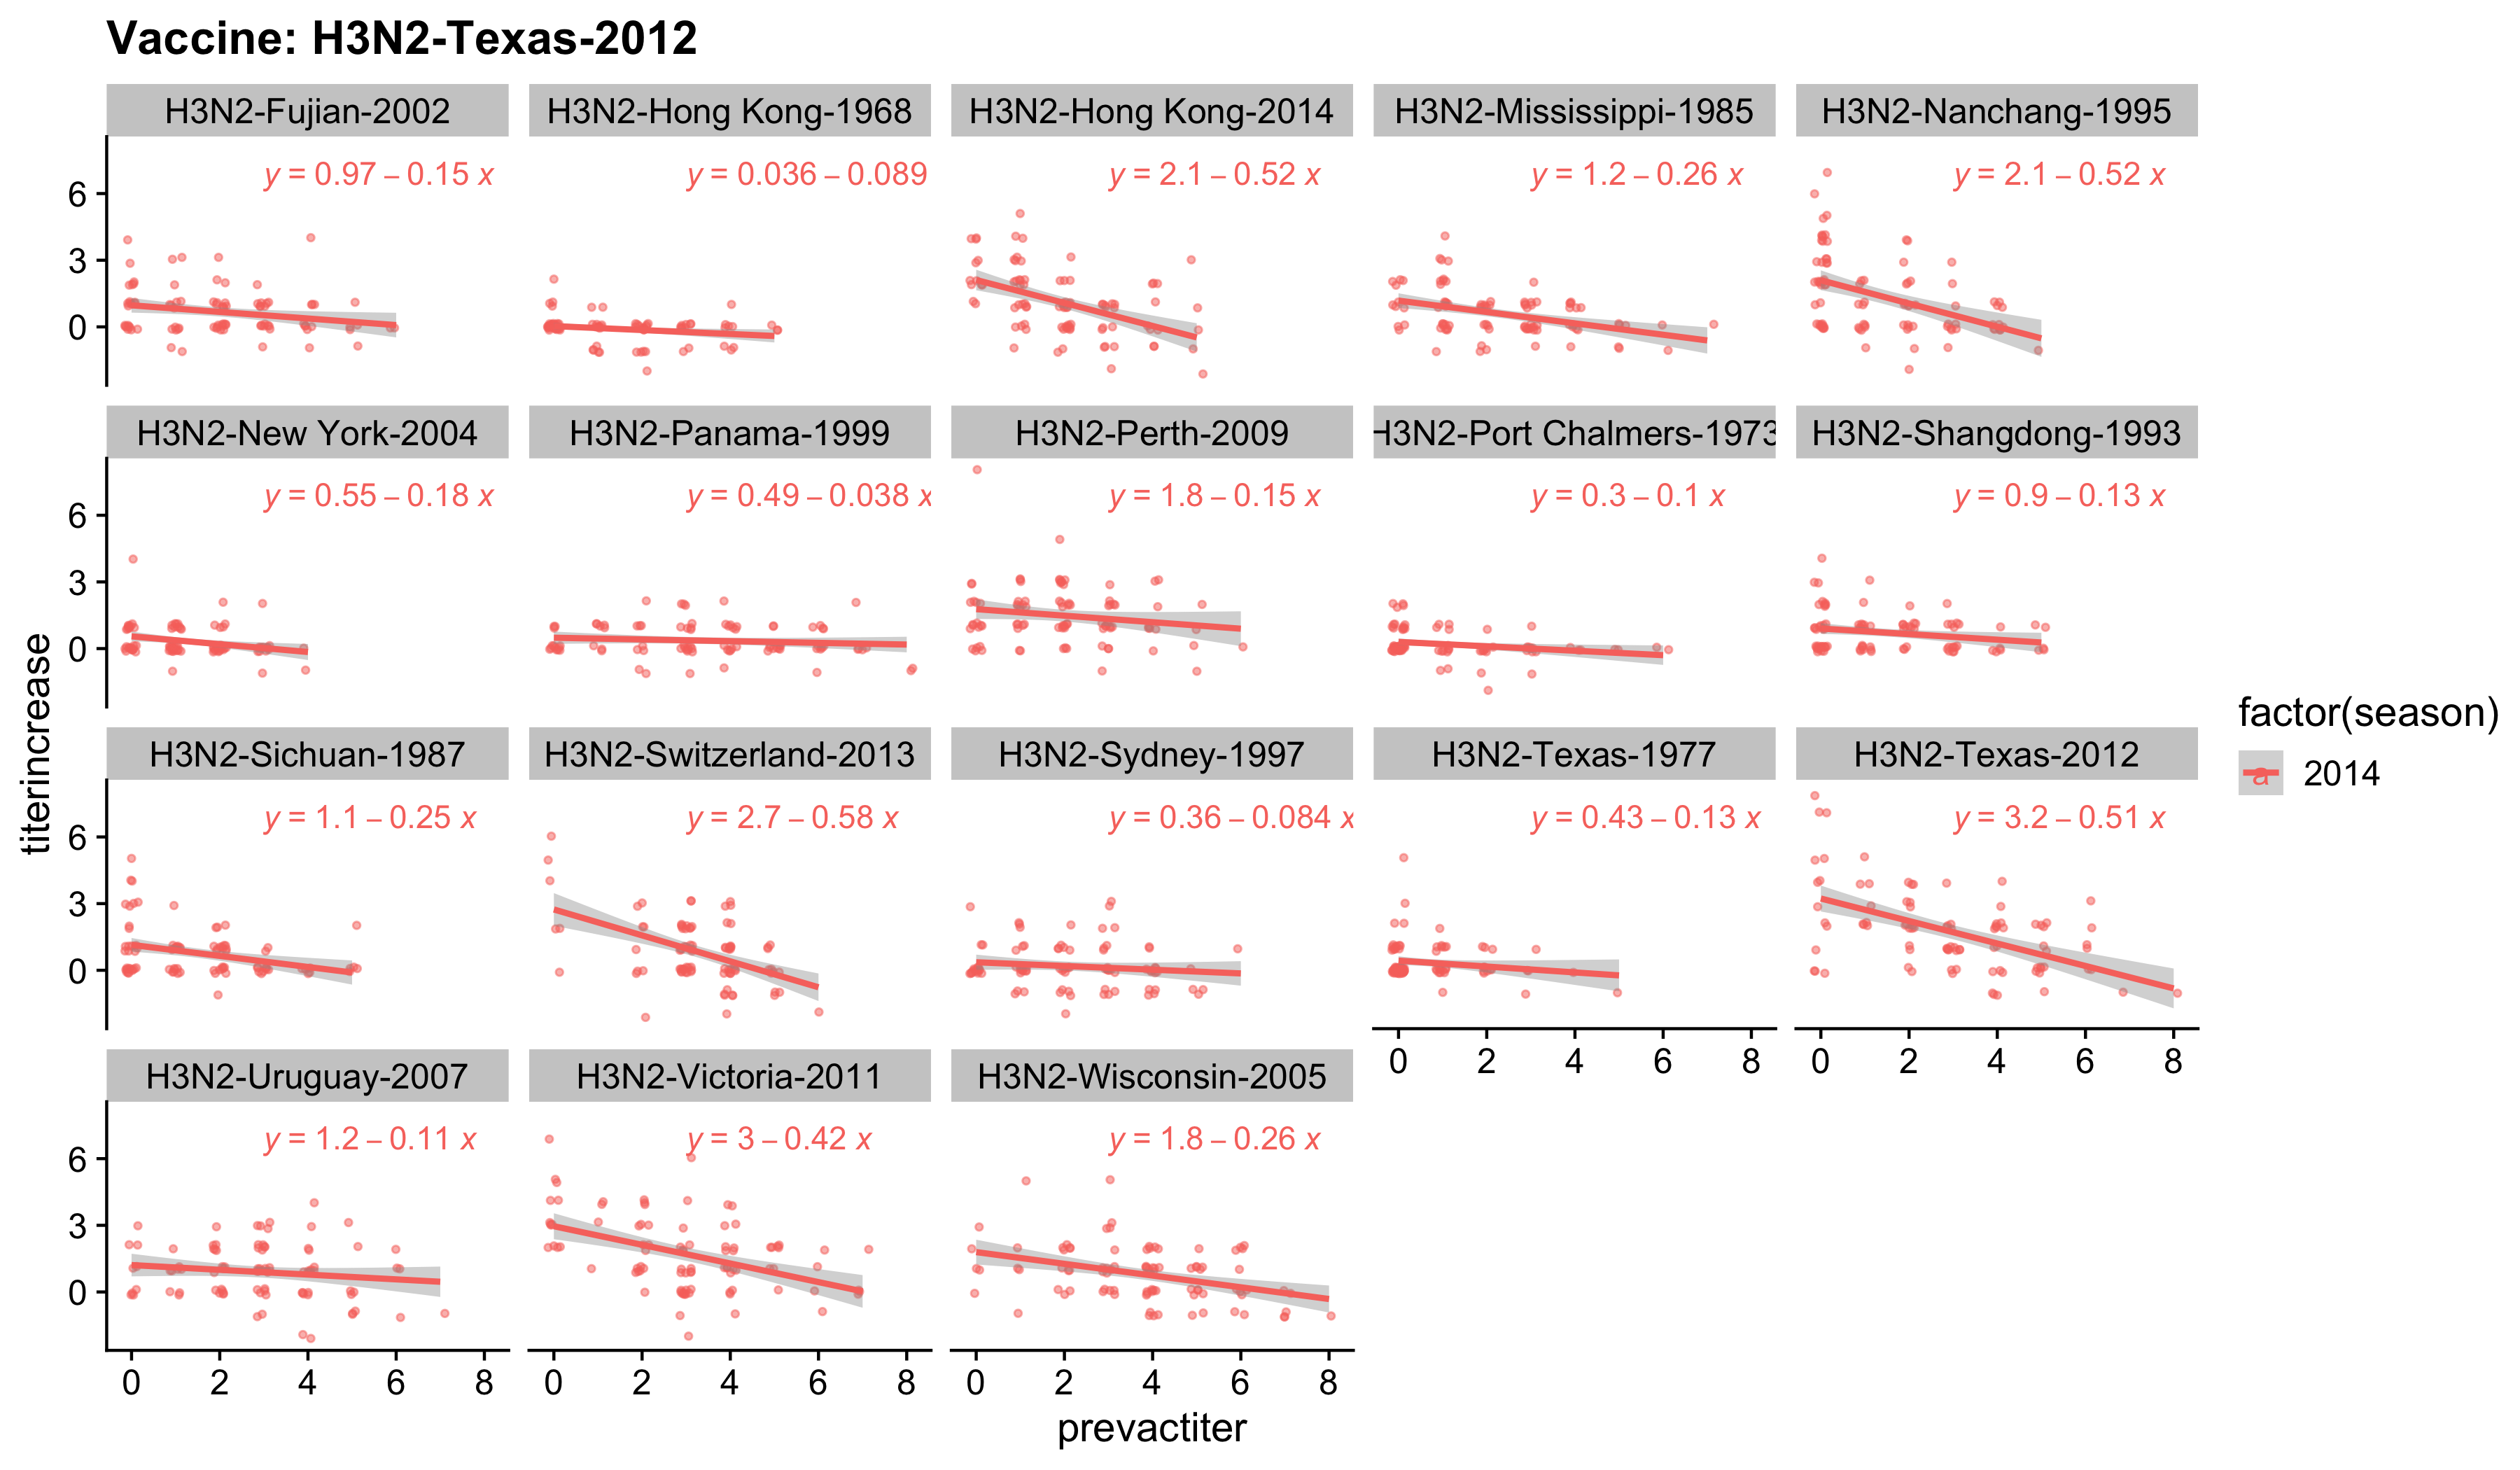 Vaccine: H3N2-Texas-2012
H3N2-Fujian-2002
H3N2-Hong Kong-1968
H3N2-Hong Kong-2014
H3N2-Mississippi-1985
H3N2-Nanchang-1995
y = 0.97 – 0.15 x
y = 0.036 – 0.089
y = 2.1 – 0.52 x
y = 1.2 – 0.26 x
y = 2.1 – 0.52 x
6
3
0
H3N2-New York-2004
H3N2-Panama-1999
H3N2-Perth-2009
H3N2-Port Chalmers-1973
H3N2-Shangdong-1993
y = 0.55 – 0.18 x
y = 0.49 – 0.038 x
y = 1.8 – 0.15 x
y = 0.3 – 0.1 x
y = 0.9 – 0.13 x
6
3
0
titerincrease
factor(season)
a 2014
H3N2-Sichuan-1987
H3N2-Switzerland-2013
H3N2-Sydney-1997
H3N2-Texas-1977
H3N2-Texas-2012
y = 1.1 – 0.25 x
y = 2.7 – 0.58 x
y = 0.36 – 0.084 x
y = 0.43 – 0.13 x
y = 3.2 – 0.51 x
6
3
0
0 2 4 6 8
0 2 4 6 8
H3N2-Uruguay-2007
H3N2-Victoria-2011
H3N2-Wisconsin-2005
y = 1.2 – 0.11 x
y = 3 – 0.42 x
y = 1.8 – 0.26 x
6
3
0
0 2 4 6 8
0 2 4 6 8
0 2 4 6 8
prevactiter